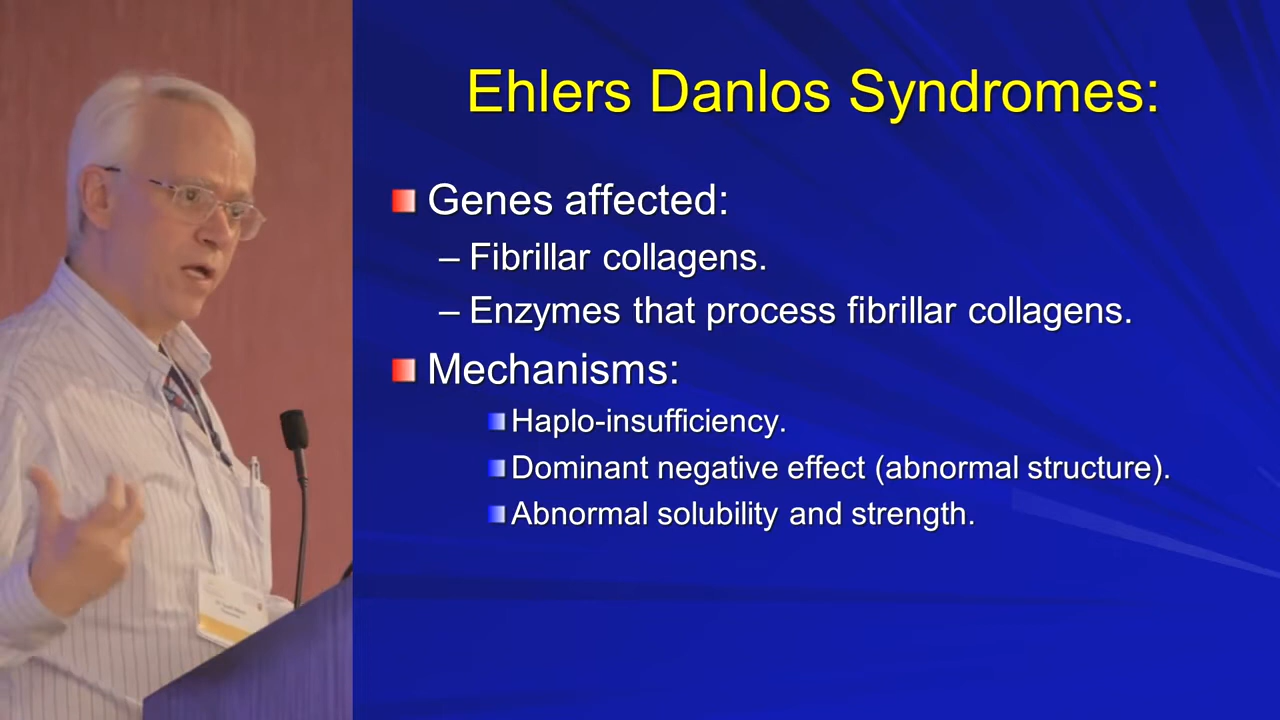 Ehlers Danlos Syndromes:
Genes affected:
– Fibrillar collagens.
– Enzymes that process fibrillar collagens.
Mechanisms:
Haplo-insufficiency.
Dominant negative effect (abnormal structure).
Abnormal solubility and strength.